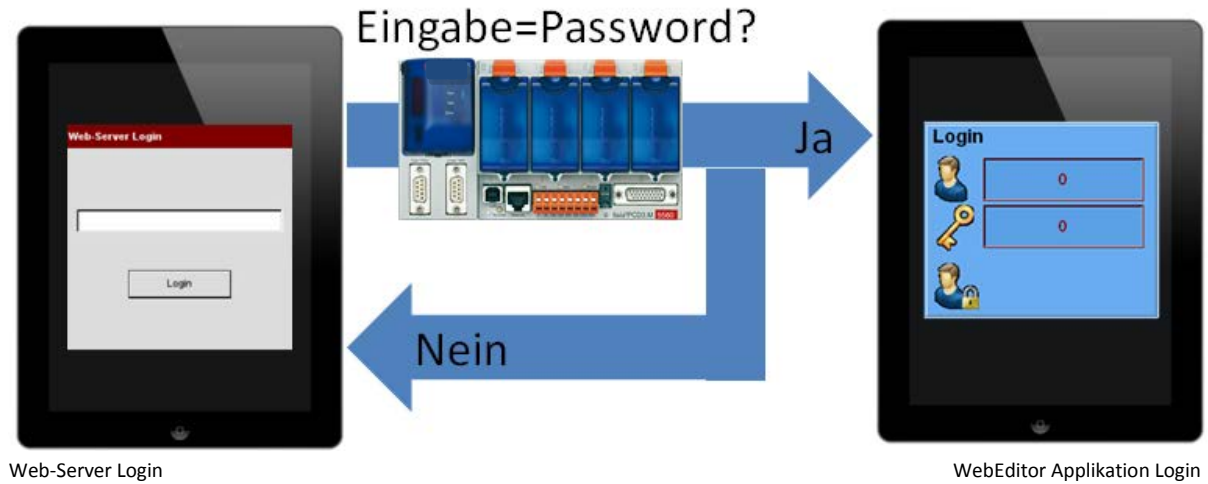 Eingabe=Password?
Web-Server Login
Login
Ja
Login
0
0
Nein
Web-Server Login
WebEditor Applikation Login